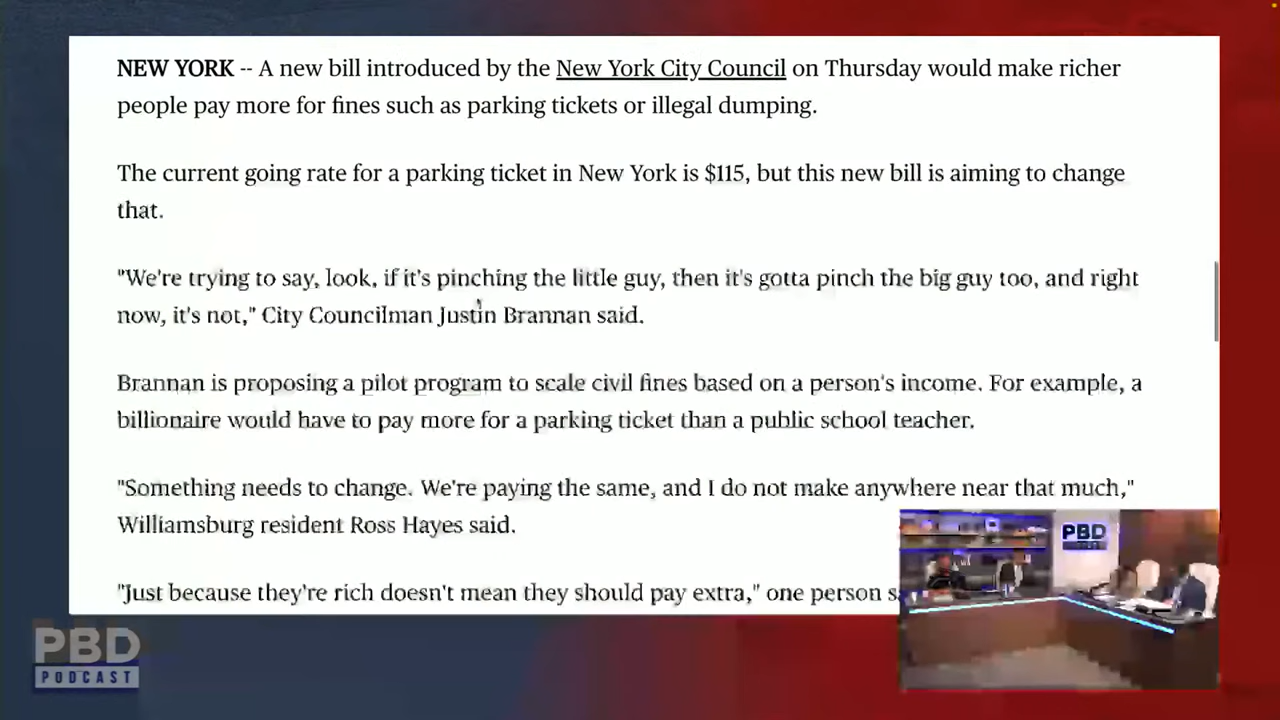 NEW YORK -- A new bill introduced by the New York City Council on Thursday would make richer
people pay more for fines such as parking tickets or illegal dumping.
The current going rate for a parking ticket in New York is $115, but this new bill is aiming to change
that.
"We're trying to say, look, if it's pinching the little guy, then it's gotta pinch the big guy too, and right
now, it's not," City Councilman Justin Brannan said.
Brannan is proposing a pilot program to scale civil fines based on a person's income. For example, a
billionaire would have to pay more for a parking ticket than a public school teacher.
"Something needs to change. We're paying the same, and I do not make anywhere near that much,"
Williamsburg resident Ross Hayes said.
"Just because they're rich doesn't mean they should pay extra," one person
PBD
PBD
PODCAST